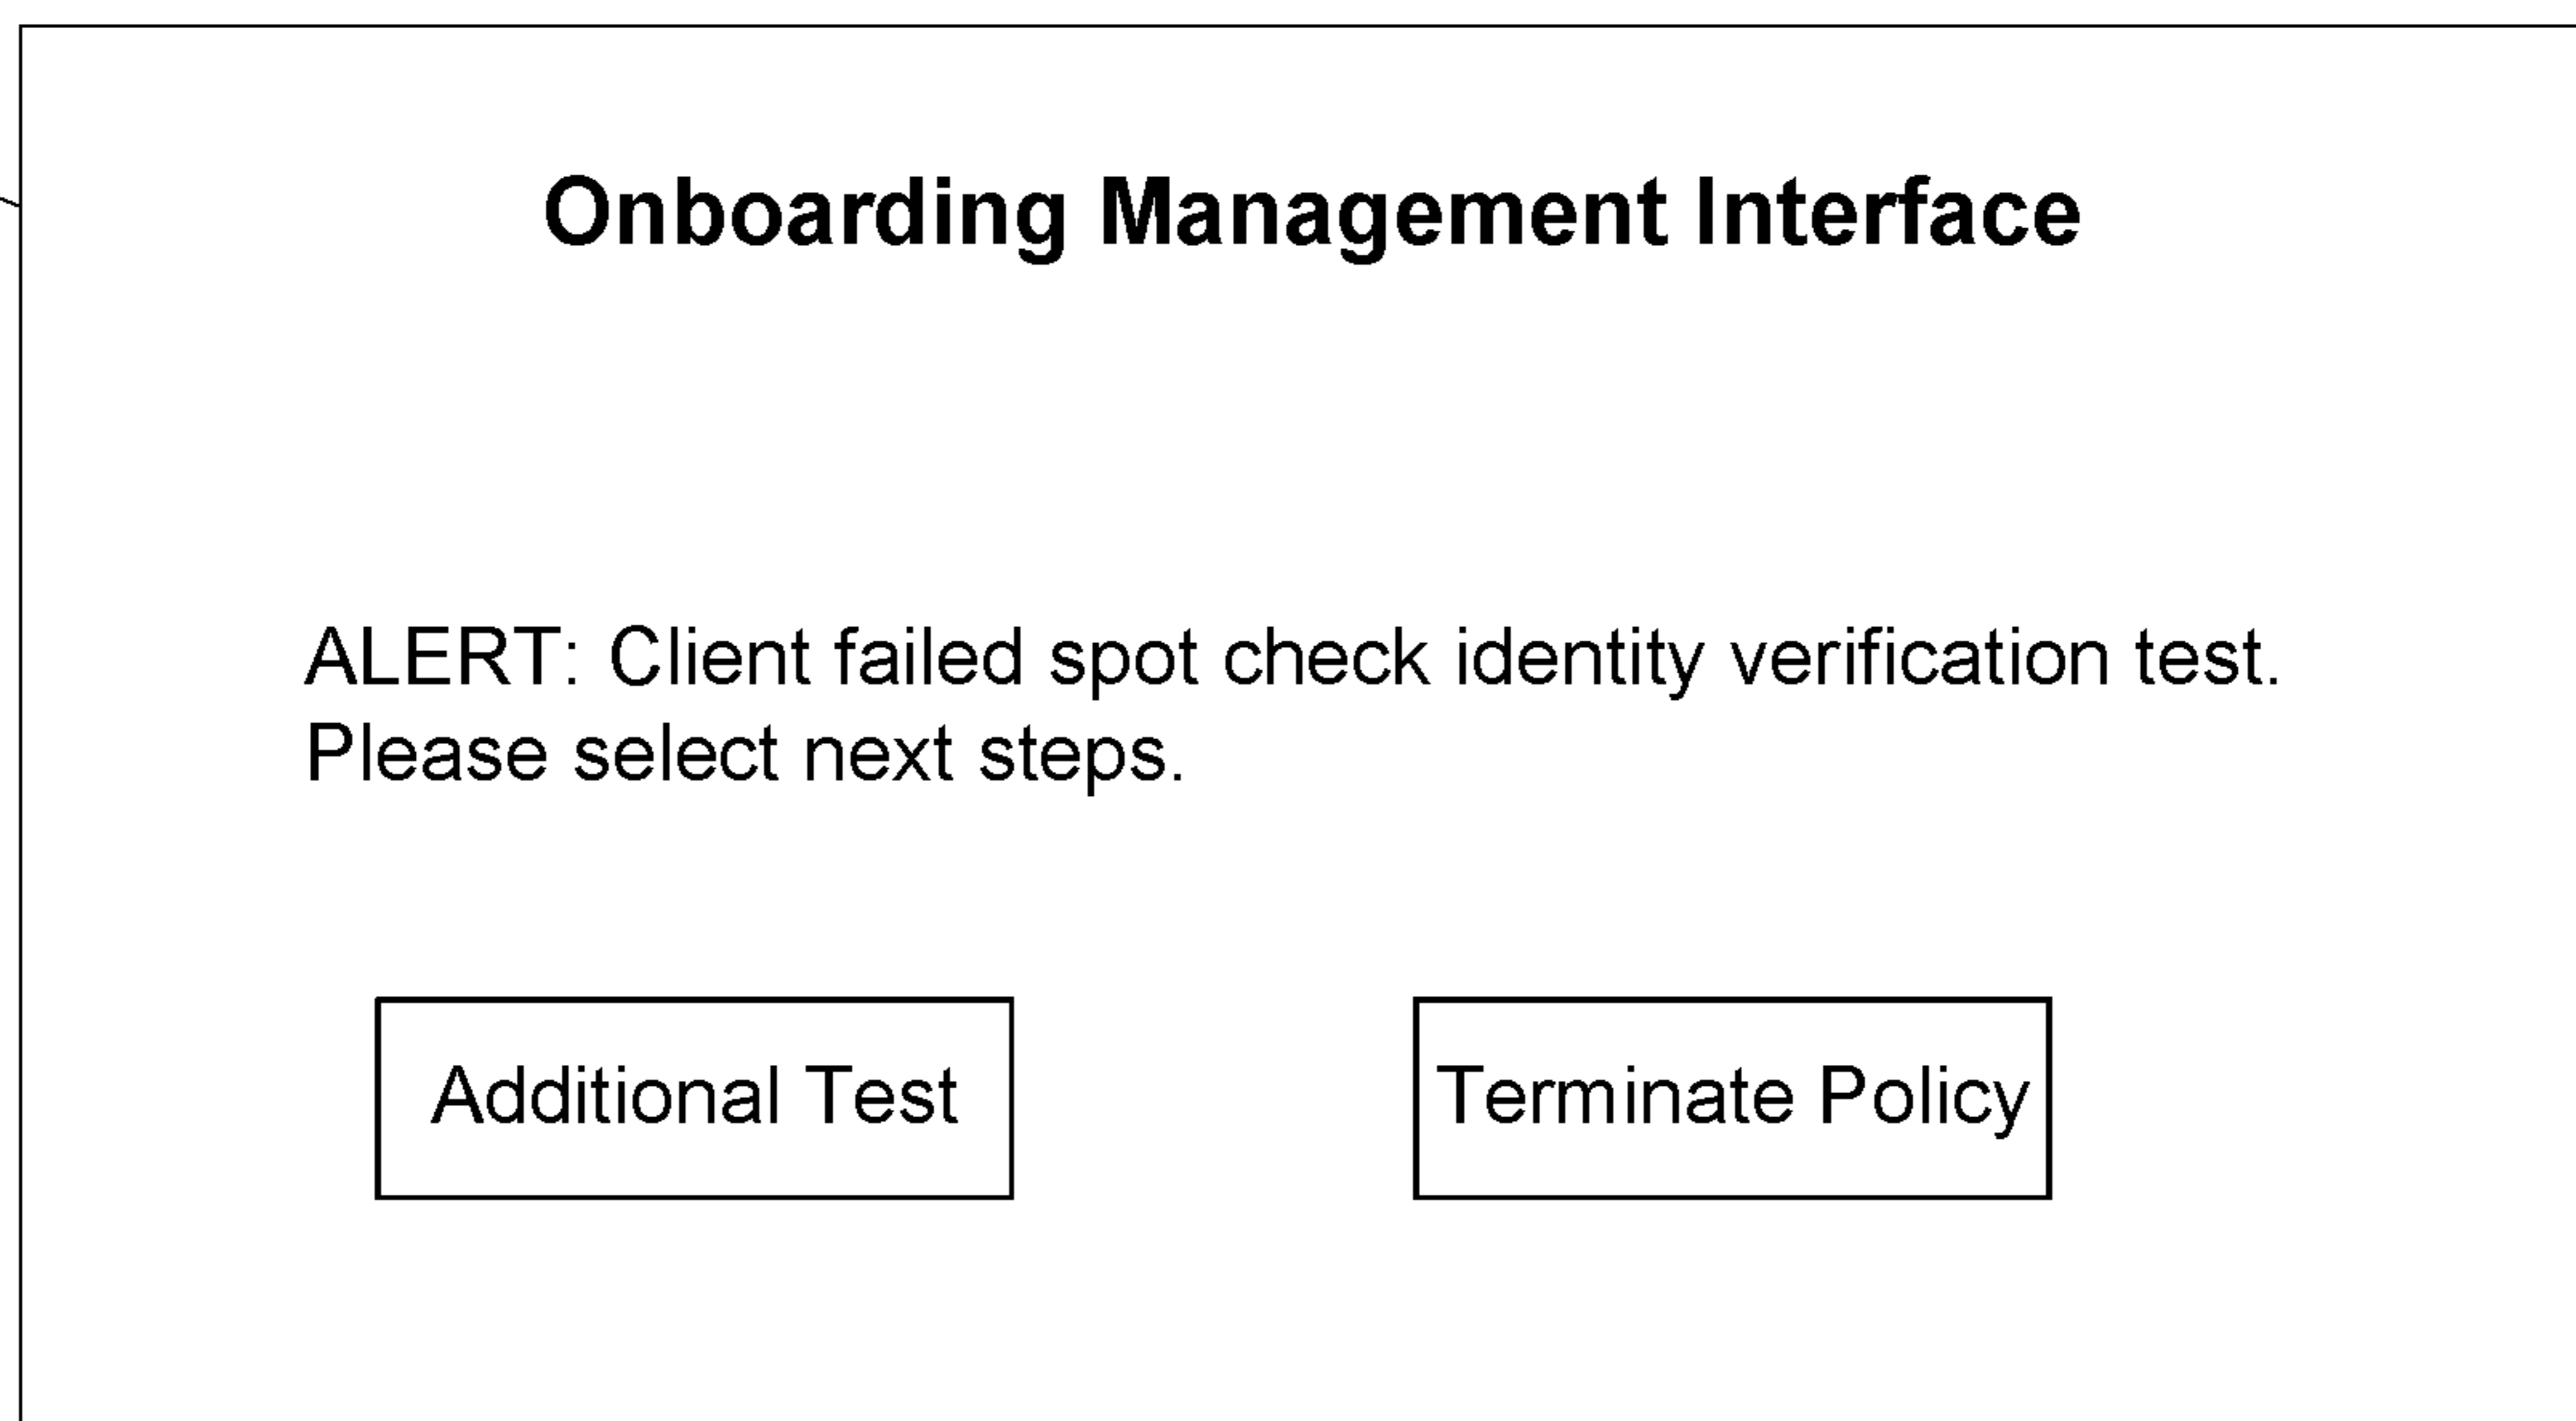 Onboarding Management Interface
ALERT: Client failed spot check identity verification test.
Please select next steps.
Additional Test
Terminate Policy